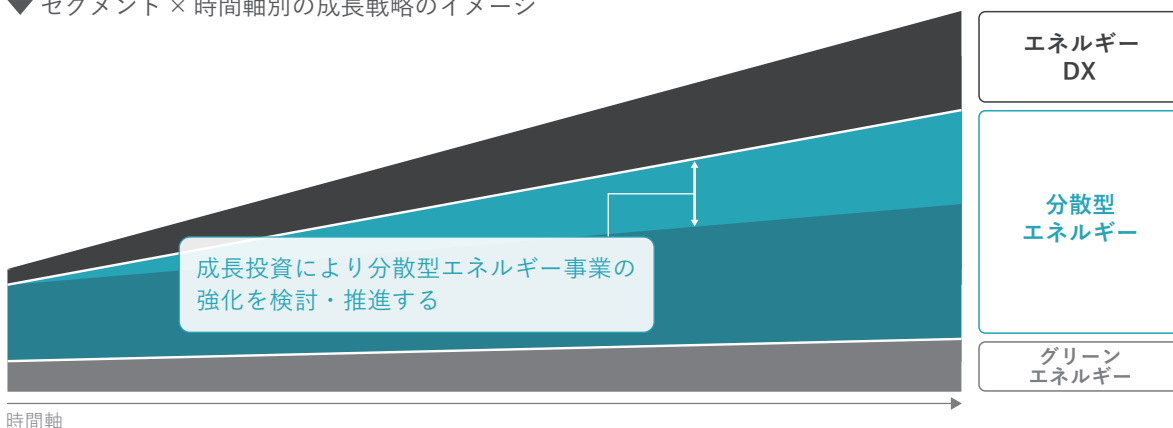 ▼ セグメント × 時間軸別の成長戦略のイメージ
エネルギー
DX
分散型
エネルギー
成長投資により分散型エネルギー事業の
強化を検討・推進する
グリーン
エネルギー
時間軸